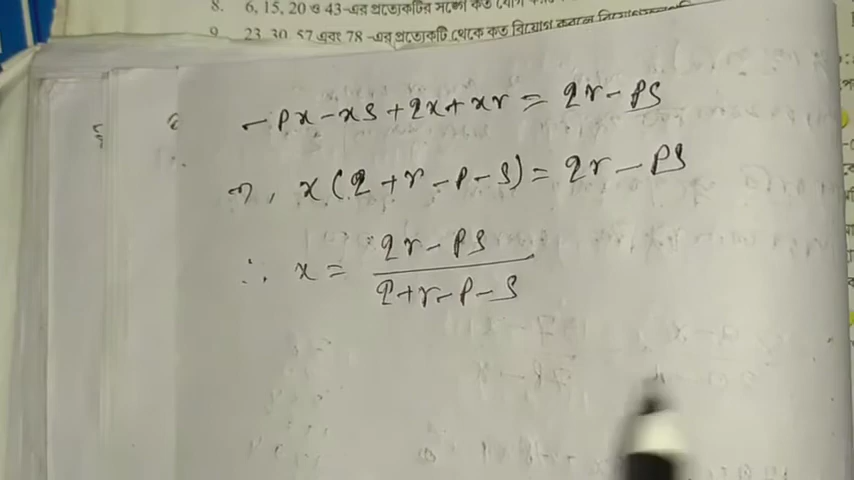 8. 6, 15, 20 ও 43-এর প্রত্যেকটির সঙ্গে কত যোগ
9. 23, 30, 57 এবং 78 -এর প্রত্যেকটি থেকে কত বিয়োগ করলে
-px-xs+qx+xr=qr-ps
বা, x(q+r-p-s)=qr-ps
∴ x= qr-ps / q+r-p-s